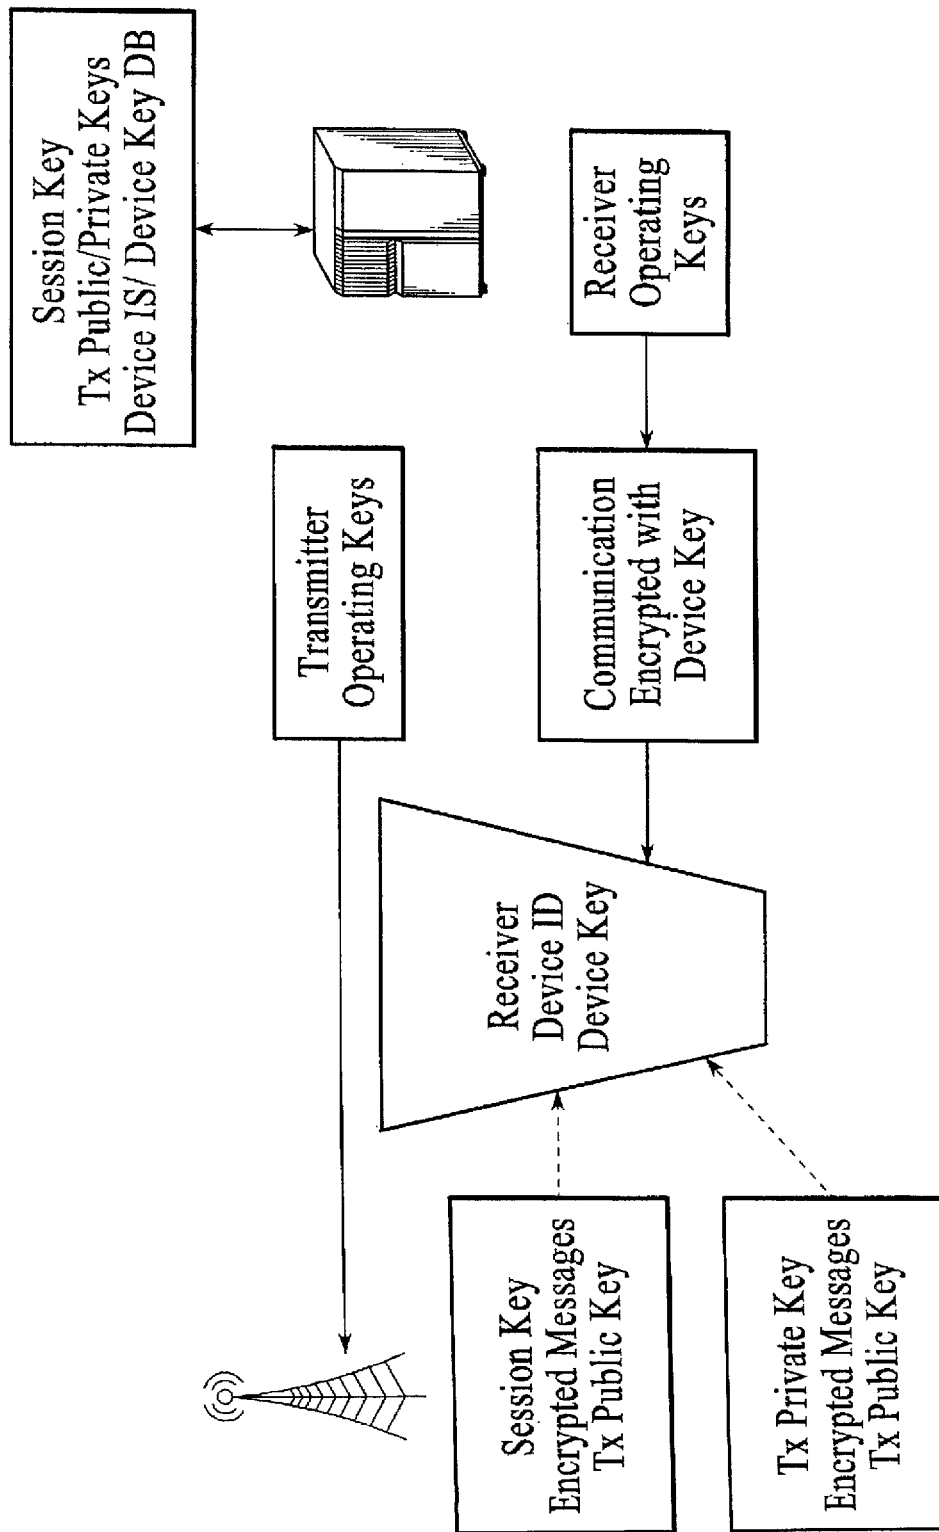 Session Key
Tx Public/Private Keys
Device IS/ Device Key DB
Transmitter
Operating Keys
Receiver
Operating
Keys
Communication
Encrypted with
Device Key
Receiver
Device ID
Device Key
Session Key
Encrypted Messages
Tx Public Key
Tx Private Key
Encrypted Messages
Tx Public Key